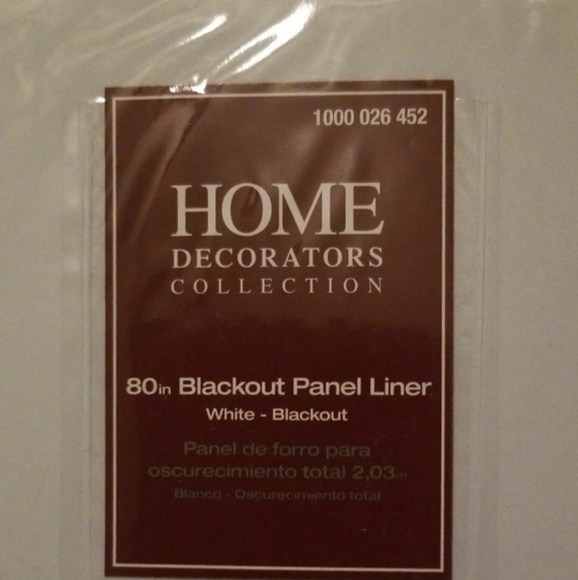 1000 026 452
HOME
DECORATORS
COLLECTION
80in Blackout Panel Liner
White - Blackout
Panel de forro para
oscurecimiento total 2,03m
Blanco - Oscurecimiento total